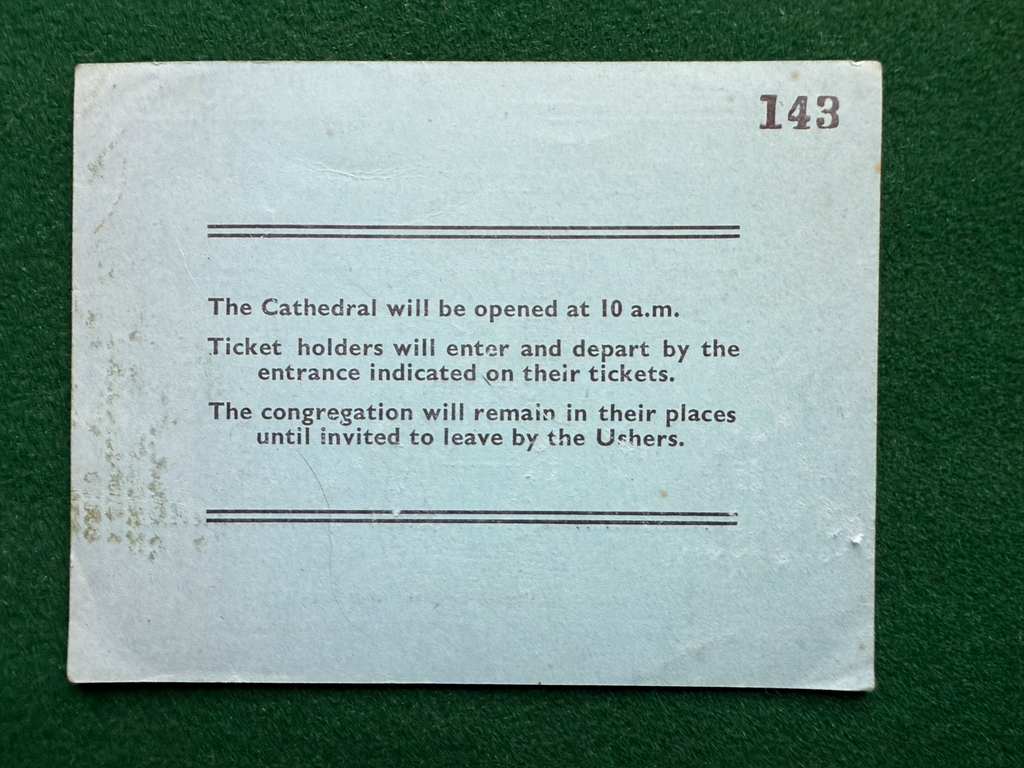 143
The Cathedral will be opened at 10 a.m.
Ticket holders will enter and depart by the
entrance indicated on their tickets.
The congregation will remain in their places
until invited to leave by the Ushers.